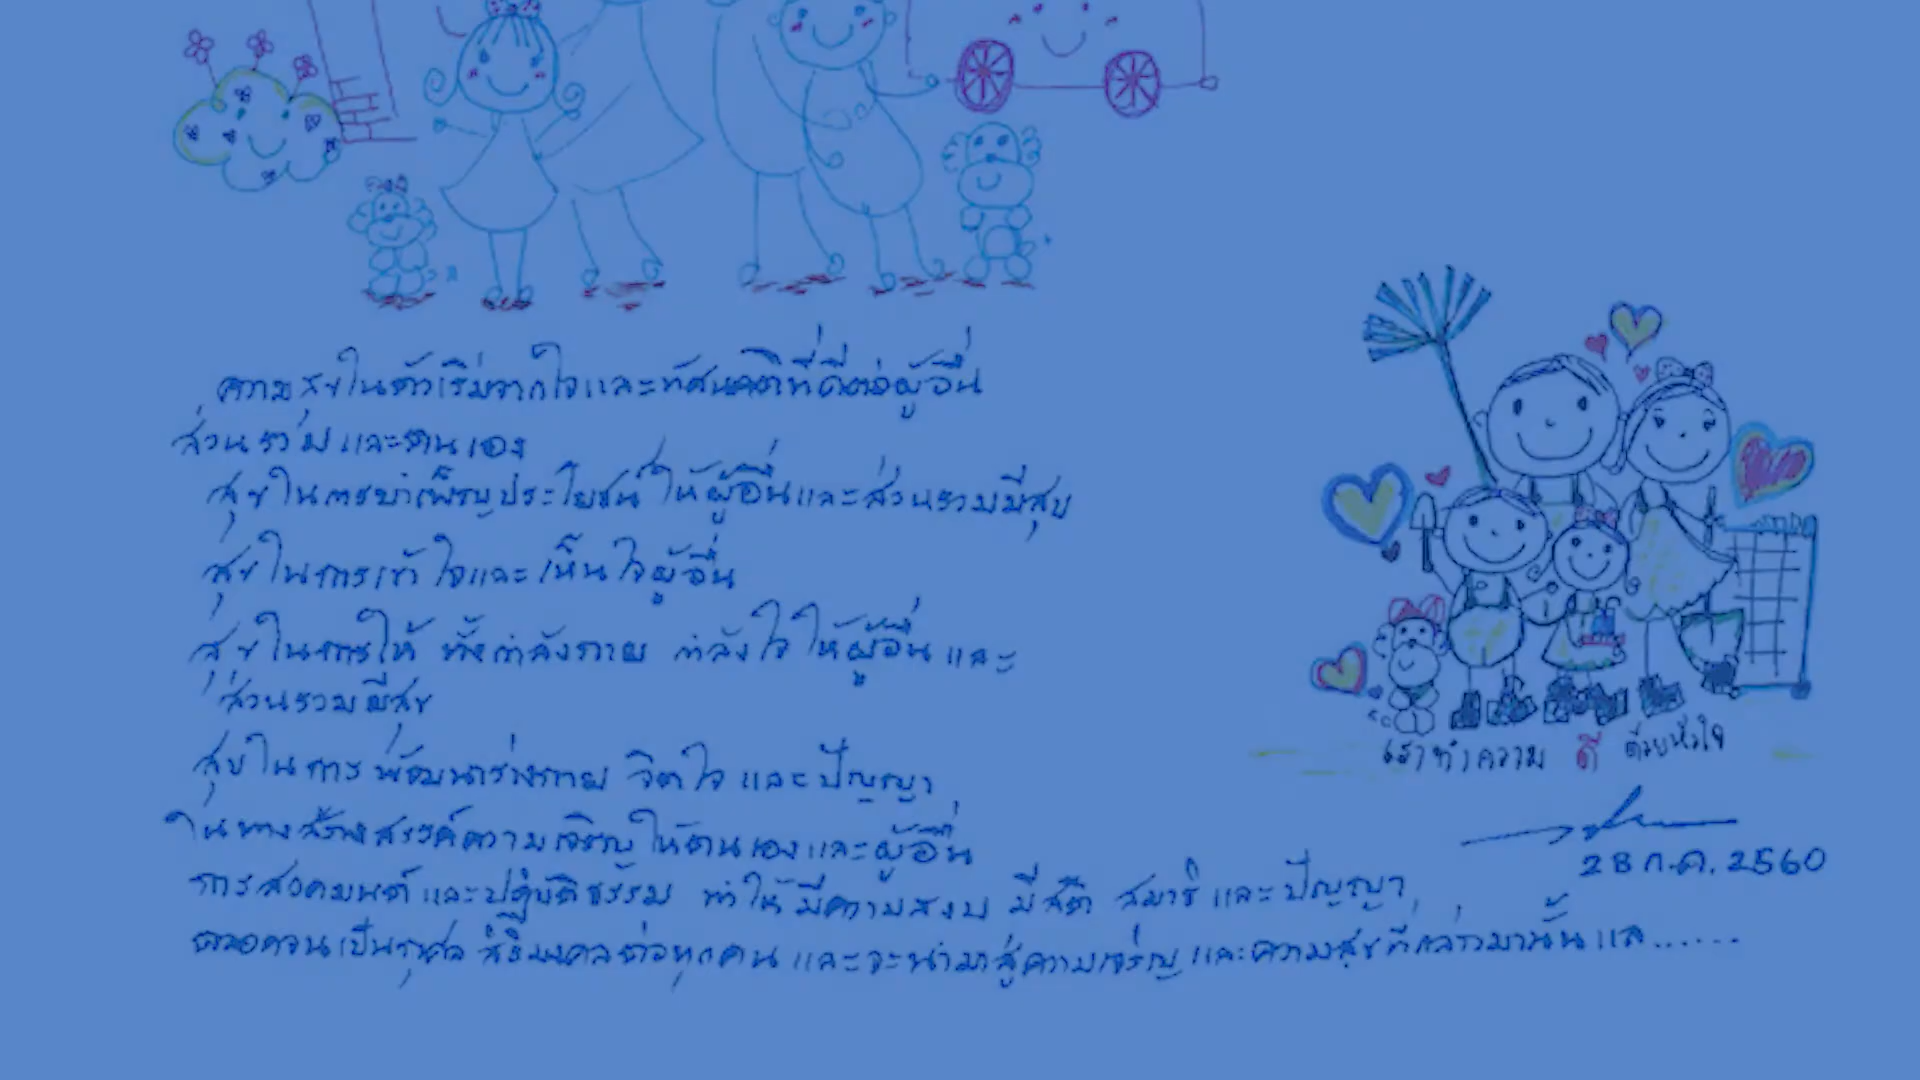 ความสุขในตัวเริ่มจากใจและทัศนคติที่ดีต่อผู้อื่น
ส่วนรวม และตนเอง
สุขในการบำเพ็ญประโยชน์ ให้ผู้อื่นและส่วนรวมมีสุข
สุขในการเข้าใจและเห็นใจผู้อื่น
สุขในการให้ ทั้งกำลังกาย กำลังใจ ให้ผู้อื่น และ
ส่วนรวมมีสุข
สุขในการ พัฒนาร่างกาย จิตใจ และ ปัญญา
ในทางสร้างสรรค์ความเจริญ ให้ตนเองและผู้อื่น
การสวดมนต์ และปฏิบัติธรรม ทำให้ มีความสงบ มีสติ สมาธิ และ ปัญญา
ตลอดจนเป็นกุศล สิริมงคลต่อทุกคน และจะนำมาสู่ความเจริญ และความสุขที่กล่าวมานั้น แล......
เราทำความ ดี ด้วยหัวใจ
28 ก.ค. 2560